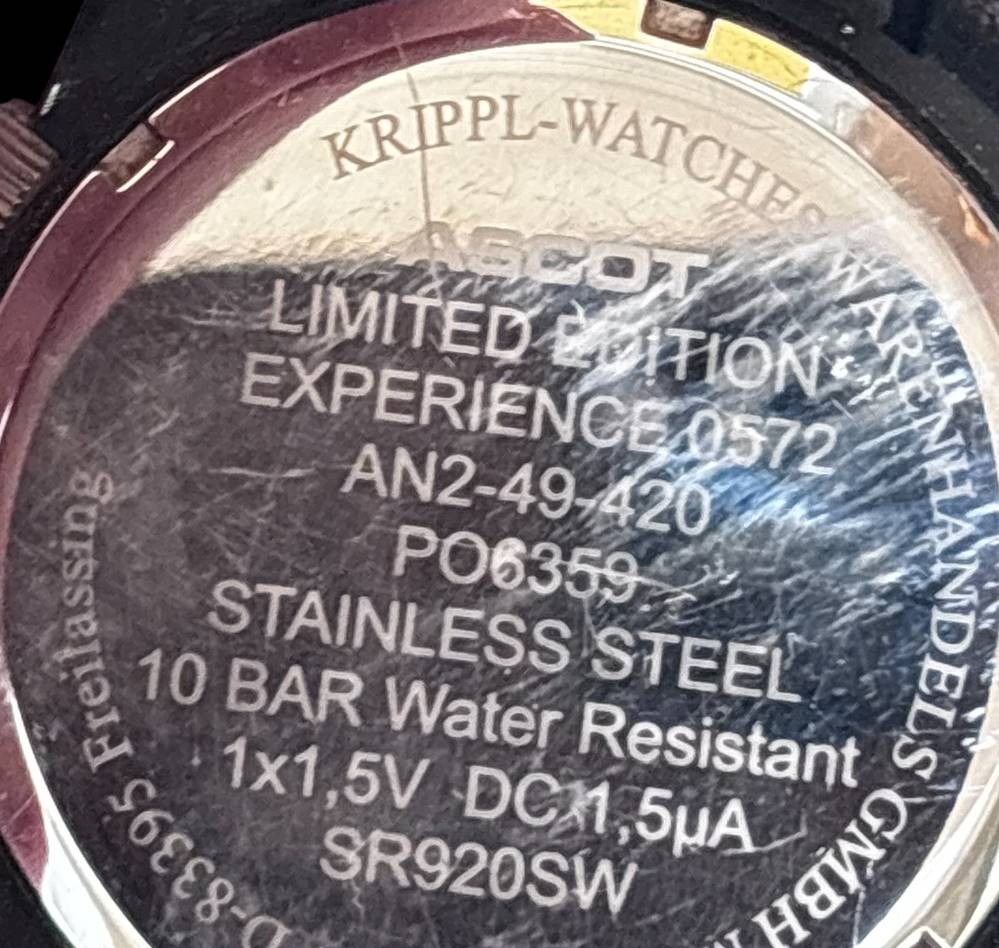 KRIPPL-WATCHES WARENHANDELS GMBH
D-83395 Freilassing
ASCOT
LIMITED EDITION
EXPERIENCE 0572
AN2-49-420
PO6359
STAINLESS STEEL
10 BAR Water Resistant
1x1,5V DC 1,5µA
SR920SW